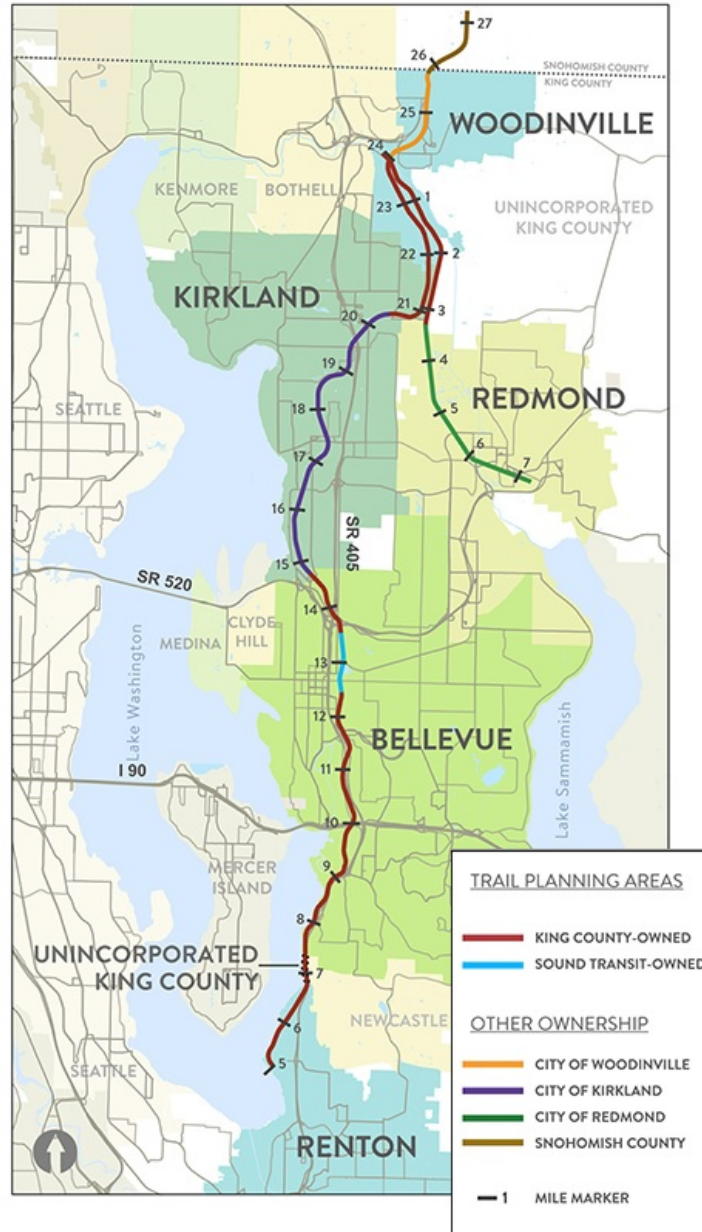 27
26
SNOHOMISH COUNTY
KING COUNTY
25
WOODINVILLE
24
KENMORE
BOTHELL
23
1
UNINCORPORATED
KING COUNTY
22
2
KIRKLAND
21
3
20
4
19
REDMOND
SEATTLE
18
5
17
6
7
16
SR 405
15
SR 520
14
CLYDE
HILL
MEDINA
13
Lake Washington
12
BELLEVUE
11
I 90
Lake Sammamish
10
9
MERCER
ISLAND
8
UNINCORPORATED
KING COUNTY
7
6
NEWCASTLE
5
SEATTLE
RENTON
TRAIL PLANNING AREAS
KING COUNTY-OWNED
SOUND TRANSIT-OWNED
OTHER OWNERSHIP
CITY OF WOODINVILLE
CITY OF KIRKLAND
CITY OF REDMOND
SNOHOMISH COUNTY
1 MILE MARKER